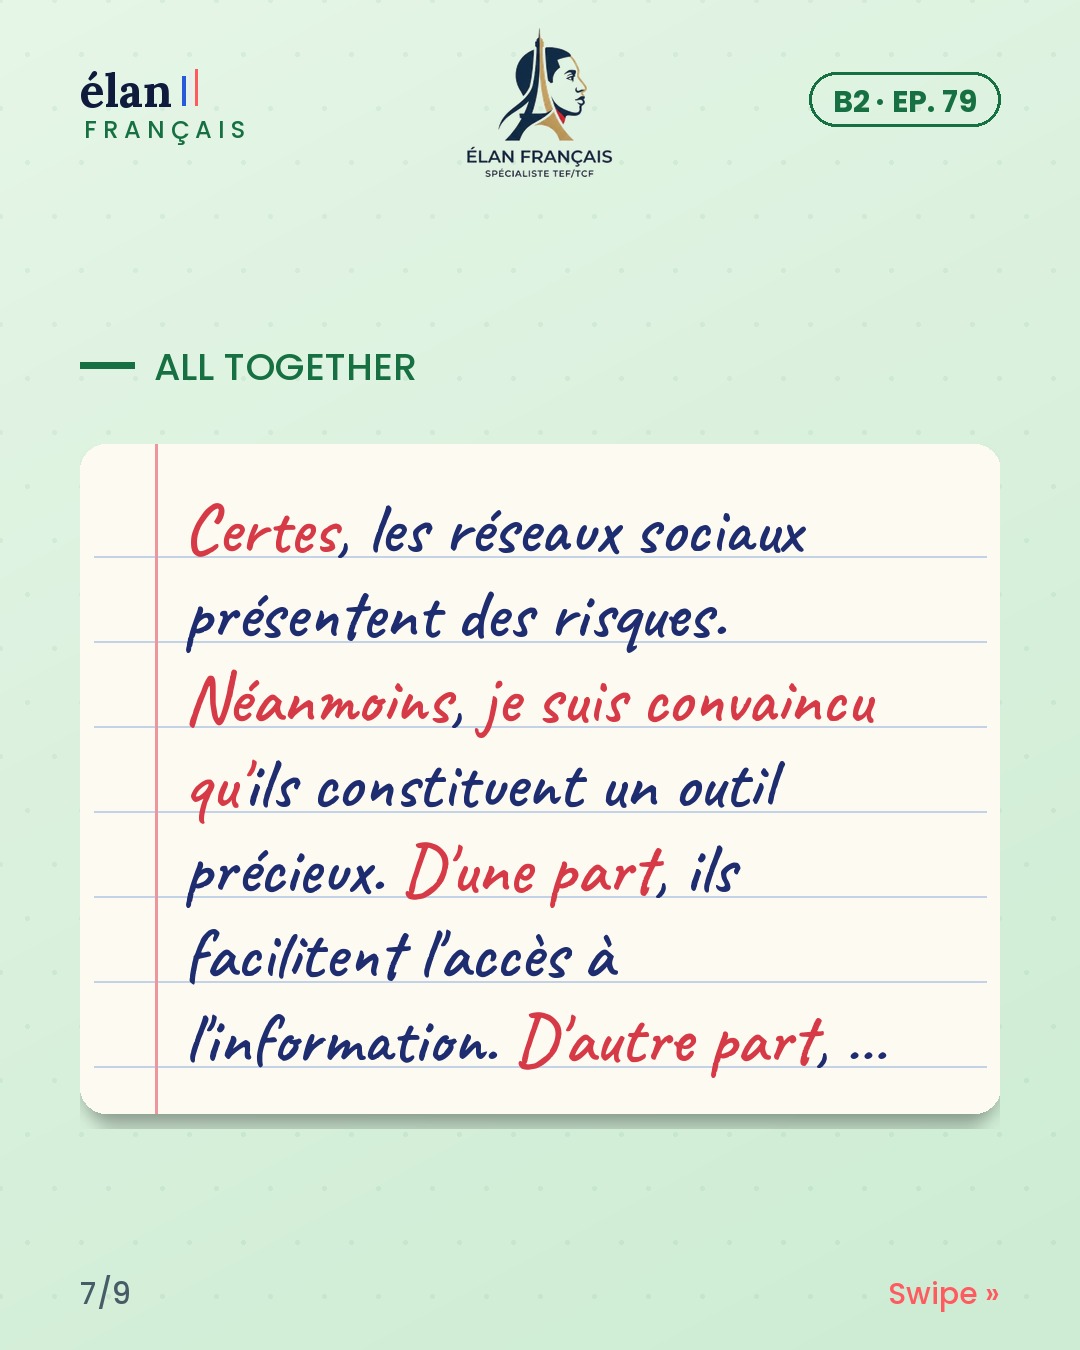 élan
FRANÇAIS
ÉLAN FRANÇAIS
SPÉCIALISTE TEF/TCF
B2 · EP. 79
ALL TOGETHER
Certes, les réseaux sociaux
présentent des risques.
Néanmoins, je suis convaincu
qu'ils constituent un outil
précieux. D'une part, ils
facilitent l'accès à
l'information. D'autre part, ...
7/9
Swipe »